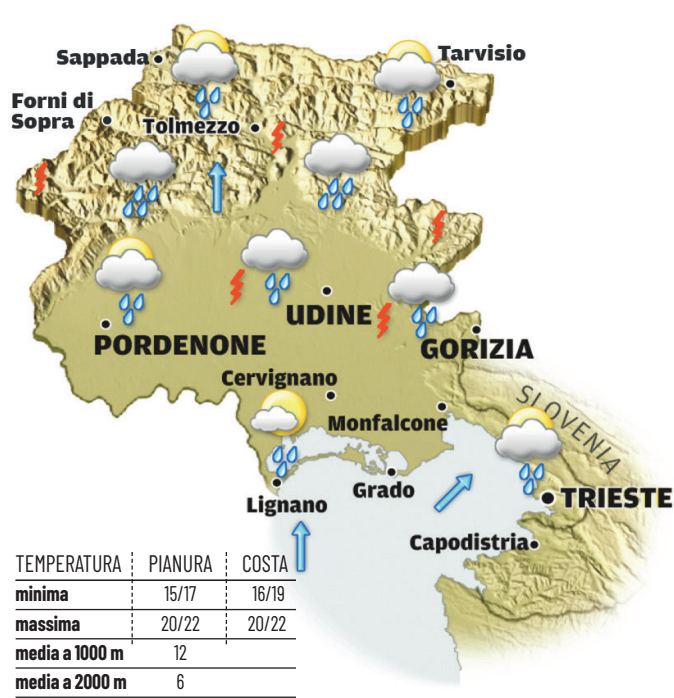 Sappada
Tarvisio
Forni di
Sopra
Tolmezzo
UDINE
PORDENONE
GORIZIA
Cervignano
SLOVENIA
Monfalcone
Grado
TRIESTE
Lignano
Capodistria
TEMPERATURA PIANURA COSTA
minima 15/17 16/19
massima 20/22 20/22
media a 1000 m 12
media a 2000 m 6